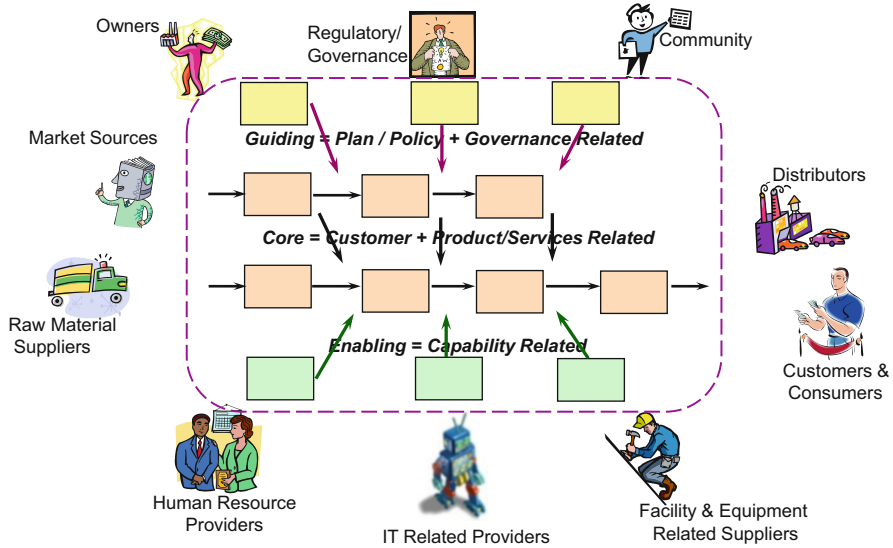 Owners
Regulatory/
Governance
Community
LAW
Guiding = Plan / Policy + Governance Related
Market Sources
Distributors
Core = Customer + Product/Services Related
Raw Material
Suppliers
Enabling = Capability Related
Customers &
Consumers
Human Resource
Providers
IT Related Providers
Facility & Equipment
Related Suppliers